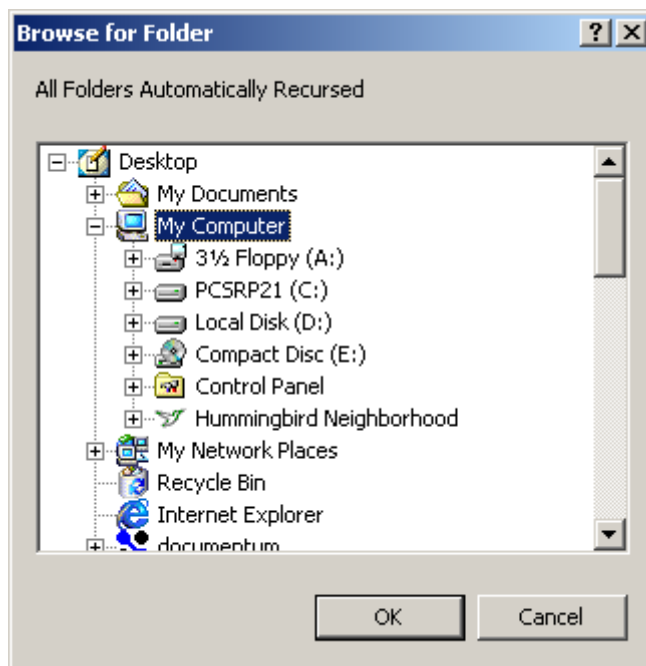 Browse for Folder
All Folders Automatically Recursed
Desktop
My Documents
My Computer
3½ Floppy (A:)
PCSRP21 (C:)
Local Disk (D:)
Compact Disc (E:)
Control Panel
Hummingbird Neighborhood
My Network Places
Recycle Bin
Internet Explorer
documentum
OK Cancel